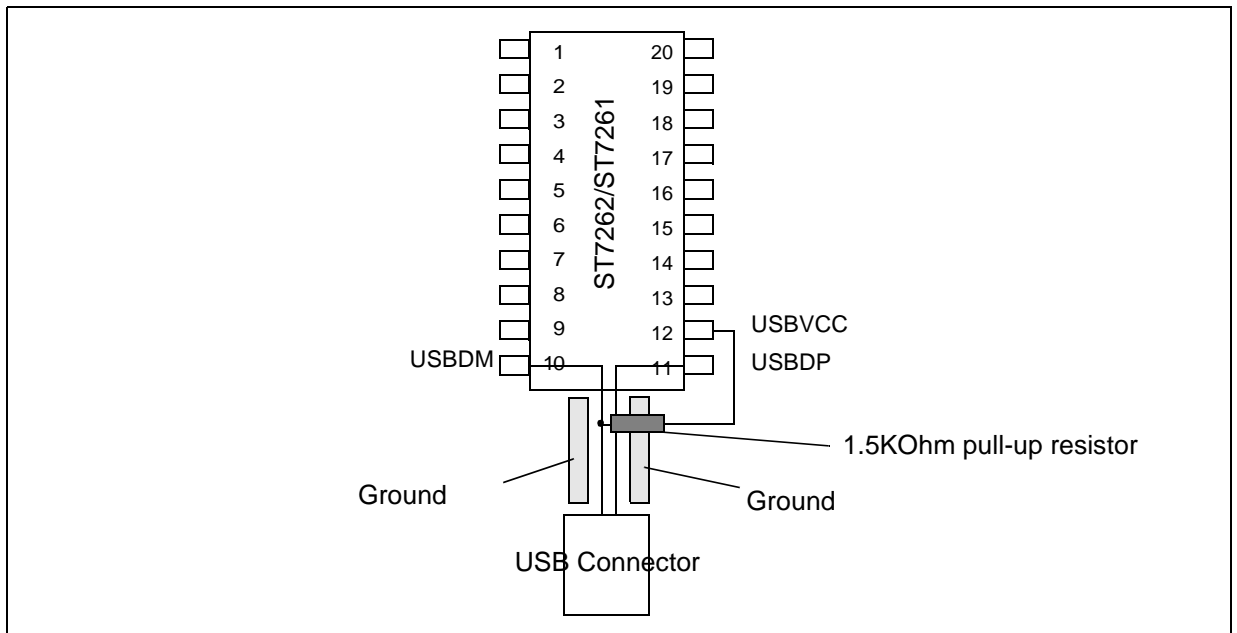 1 20
2 19
3 18
4 17
5 16
6 15
7 14
8 13
9 12
10 11
ST7262/ST7261
USBVCC
USBDM
USBDP
1.5KOhm pull-up resistor
Ground
Ground
USB Connector